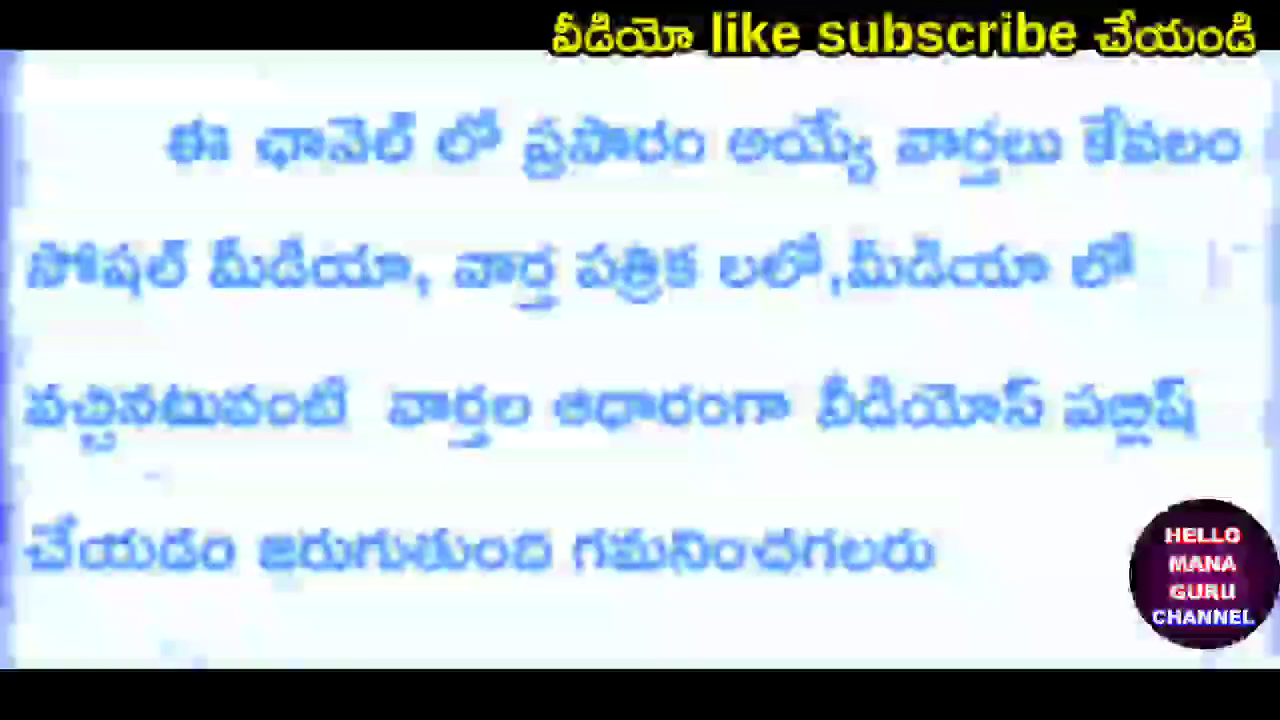 వీడియో like subscribe చేయండి
ఈ ఛానెల్ లో ప్రసారం అయ్యే వార్తలు కేవలం
సోషల్ మీడియా, వార్త పత్రిక లలో,మీడియా లో
వచ్చినటువంటి వార్తల ఆధారంగా వీడియోస్ పబ్లిష్
చేయడం జరుగుతుంది గమనించగలరు
HELLO
MANA
GURU
CHANNEL